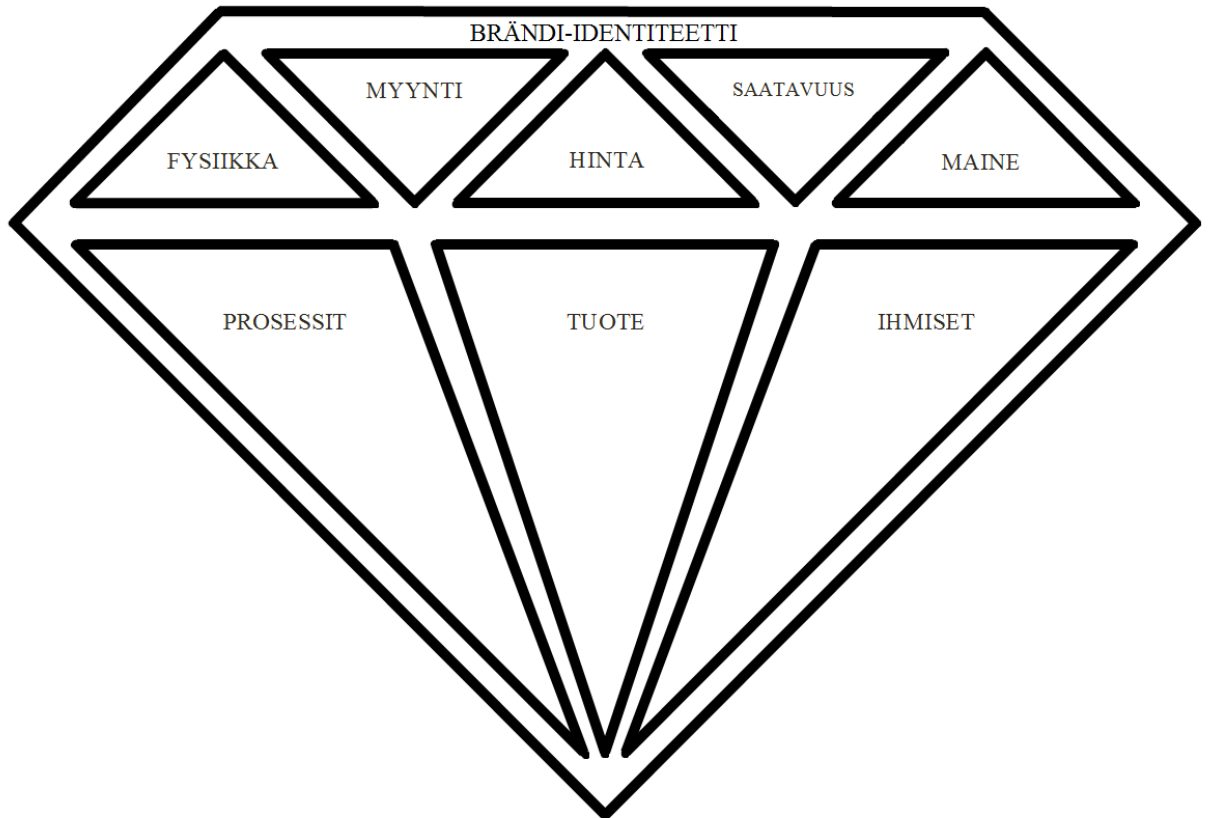 BRÄNDI-IDENTITEETTI
MYYNTI
SAATAVUUS
FYSIIKKA
HINTA
MAINE
PROSESSIT
TUOTE
IHMISET